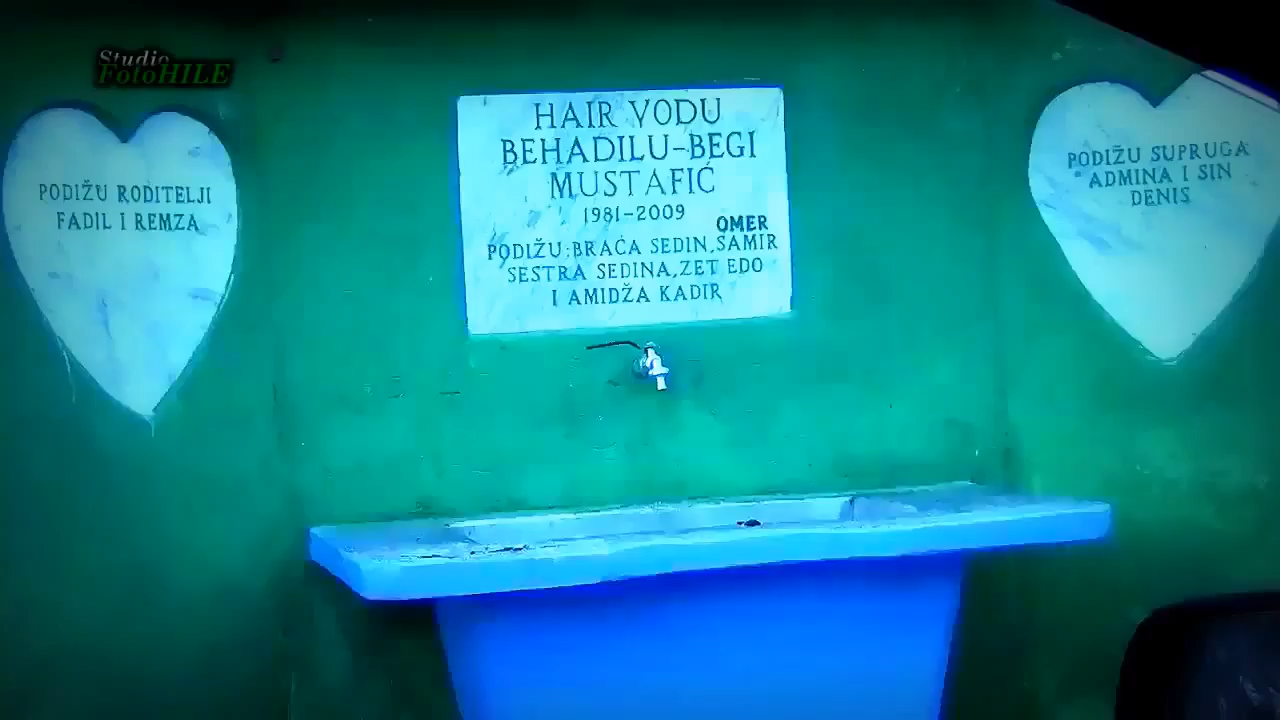 Studio
FotoHILE
PODIŽU RODITELJI
FADIL I REMZA
HAIR VODU
BEHADILU-BEGI
MUSTAFIĆ
1981-2009
OMER
PODIŽU:BRAĆA SEDIN,SAMIR
SESTRA SEDINA,ZET EDO
I AMIDŽA KADIR
PODIŽU SUPRUGA
ADMINA I SIN
DENIS